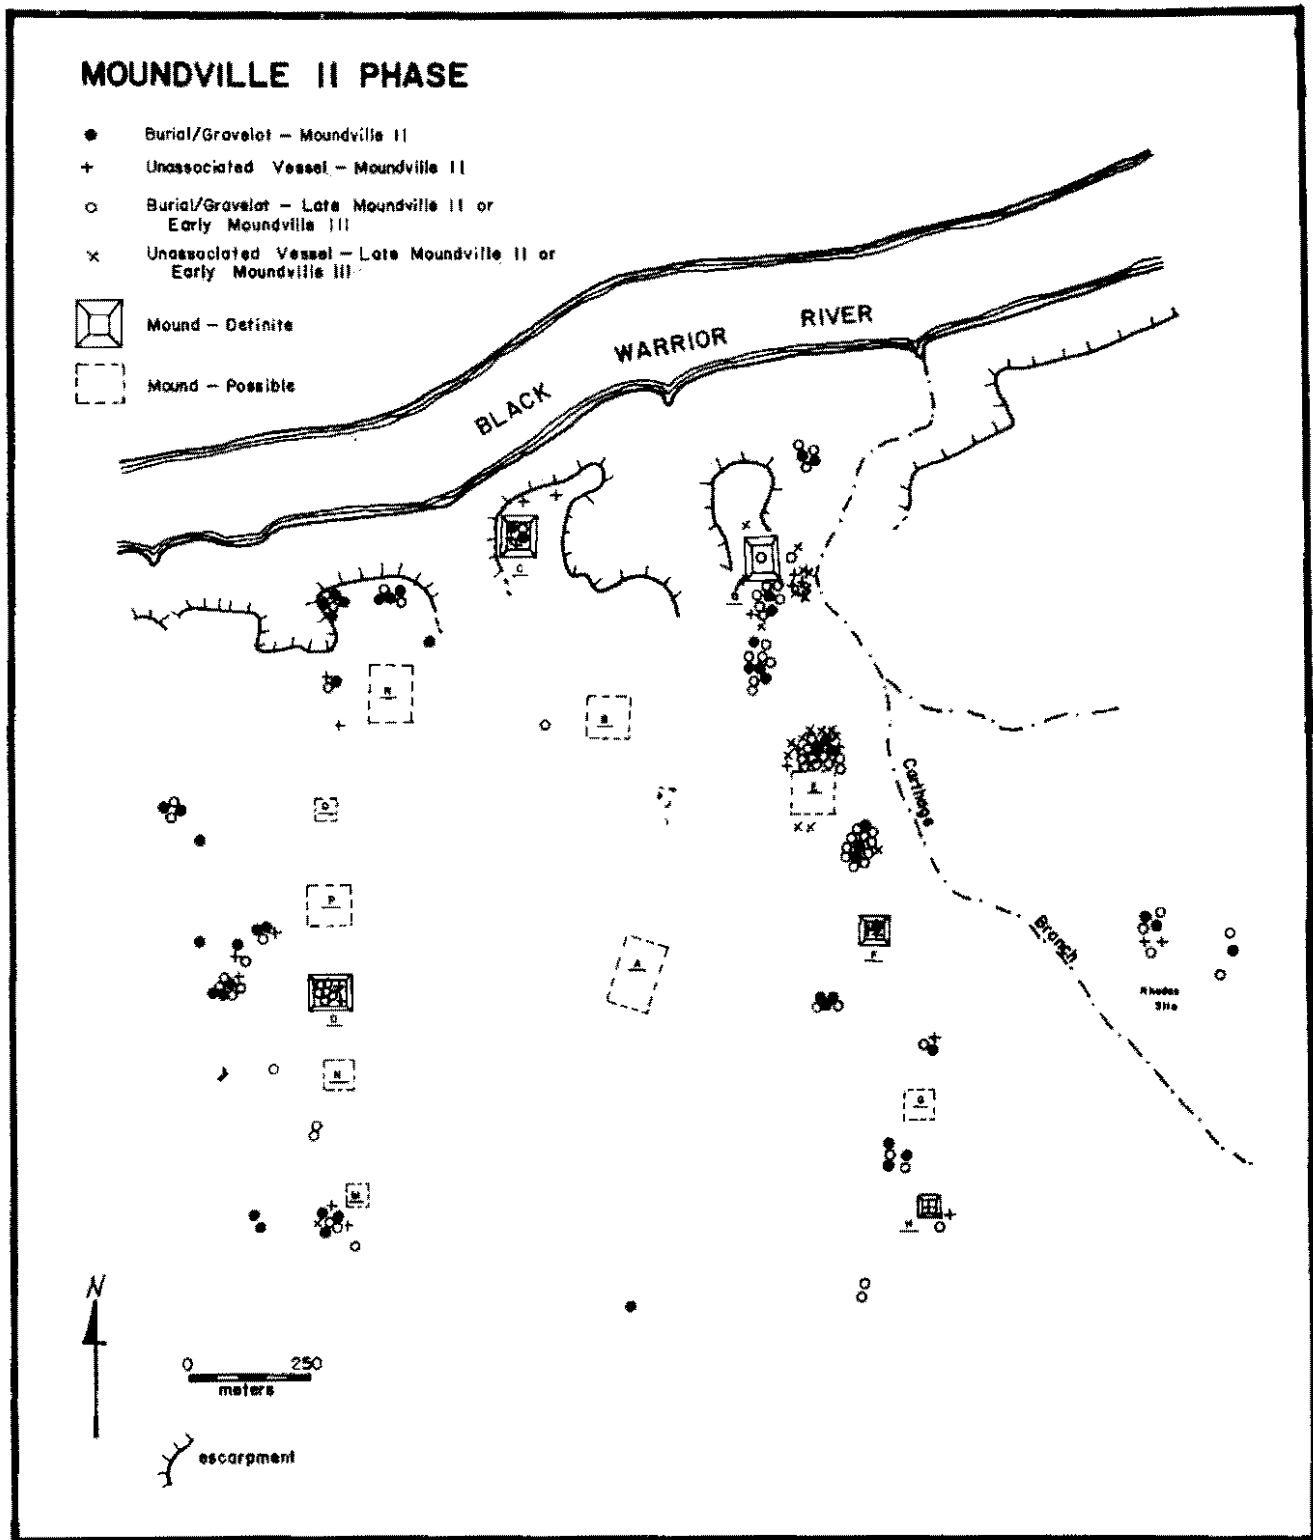 MOUNDVILLE II PHASE
Burial/Gravelot – Moundville II
Unassociated Vessel – Moundville II
Burial/Gravelot – Late Moundville II or
Early Moundville III
Unassociated Vessel – Late Moundville II or
Early Moundville III
Mound – Definite
Mound – Possible
BLACK WARRIOR RIVER
C
R
B
E
Carthage
P
F
A
Branch
Rhodes
Site
N
G
M
H
N
0 250
meters
escarpment